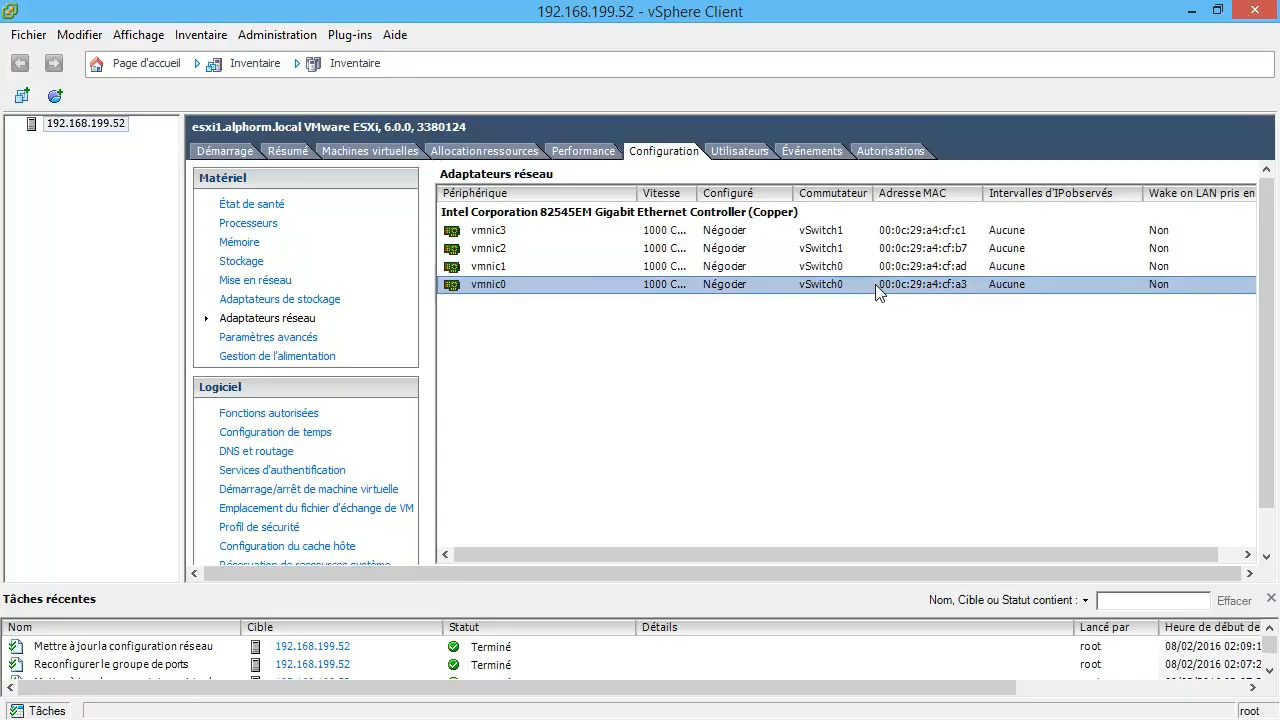 192.168.199.52 - vSphere Client
Fichier Modifier Affichage Inventaire Administration Plug-ins Aide
Page d'accueil Inventaire Inventaire
192.168.199.52
esxi1.alphorm.local VMware ESXi, 6.0.0, 3380124
Démarrage Résumé Machines virtuelles Allocation ressources Performance Configuration Utilisateurs Événements Autorisations
Matériel
État de santé
Processeurs
Mémoire
Stockage
Mise en réseau
Adaptateurs de stockage
Adaptateurs réseau
Paramètres avancés
Gestion de l'alimentation
Logiciel
Fonctions autorisées
Configuration de temps
DNS et routage
Services d'authentification
Démarrage/arrêt de machine virtuelle
Emplacement du fichier d'échange de VM
Profil de sécurité
Configuration du cache hôte
Réservation de ressources système
Adaptateurs réseau
Périphérique Vitesse Configuré Commutateur Adresse MAC Intervalles d'IP observés Wake on LAN pris en
Intel Corporation 82545EM Gigabit Ethernet Controller (Copper)
vmnic3 1000 C... Négocier vSwitch1 00:0c:29:a4:cf:c1 Aucune Non
vmnic2 1000 C... Négocier vSwitch1 00:0c:29:a4:cf:b7 Aucune Non
vmnic1 1000 C... Négocier vSwitch0 00:0c:29:a4:cf:ad Aucune Non
vmnic0 1000 C... Négocier vSwitch0 00:0c:29:a4:cf:a3 Aucune Non
Tâches récentes
Nom, Cible ou Statut contient : Effacer
Nom Cible Statut Détails Lancé par Heure de début de
Mettre à jour la configuration réseau 192.168.199.52 Terminé root 08/02/2016 02:09:1
Reconfigurer le groupe de ports 192.168.199.52 Terminé root 08/02/2016 02:07:2
Tâches root